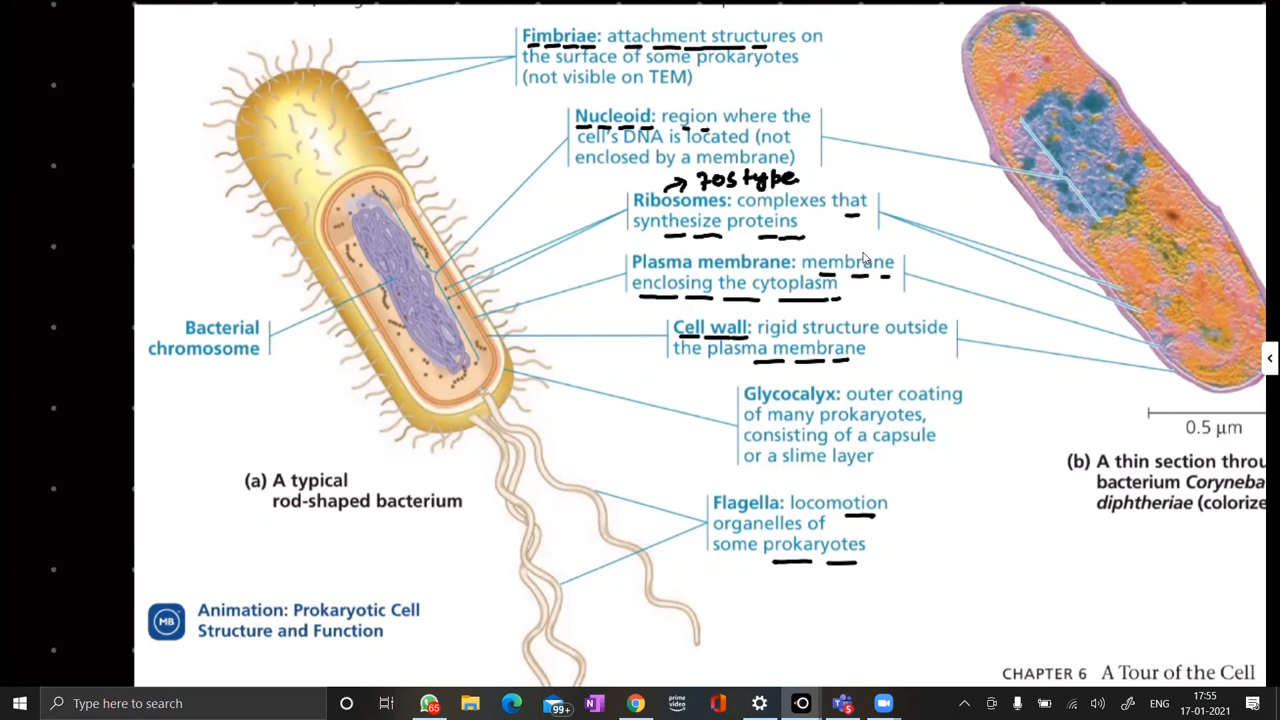 Fimbriae: attachment structures on
the surface of some prokaryotes
(not visible on TEM)
Nucleoid: region where the
cell's DNA is located (not
enclosed by a membrane)
→ 70s type
Ribosomes: complexes that
synthesize proteins
Plasma membrane: membrane
enclosing the cytoplasm
Cell wall: rigid structure outside
the plasma membrane
Bacterial
chromosome
Glycocalyx: outer coating
of many prokaryotes,
consisting of a capsule
or a slime layer
0.5 µm
(a) A typical
rod-shaped bacterium
(b) A thin section throu
bacterium Coryneba
diphtheriae (colorize
Flagella: locomotion
organelles of
some prokaryotes
MB
Animation: Prokaryotic Cell
Structure and Function
CHAPTER 6 A Tour of the Cell
Type here to search
65
99+
prime
video
5
ENG
17:55
17-01-2021